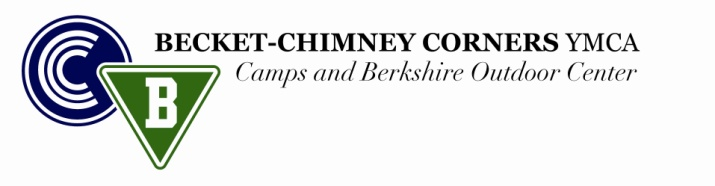 BECKET-CHIMNEY CORNERS YMCA
Camps and Berkshire Outdoor Center
B